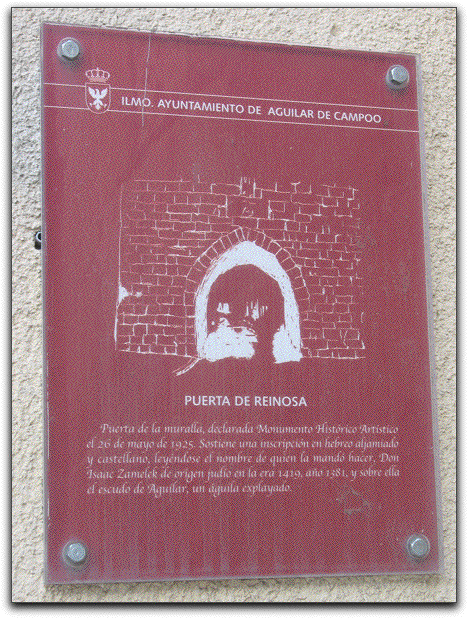 ILMO. AYUNTAMIENTO DE AGUILAR DE CAMPOO
PUERTA DE REINOSA
Puerta de la muralla, declarada Monumento Histórico Artístico
el 26 de mayo de 1925. Sostiene una inscripción en hebreo aljamiado
y castellano, leyéndose el nombre de quién la mandó hacer, Don
Isaac Zamelek de origen judío en la era 1419, año 1381, y sobre ella
el escudo de Aguilar, un águila explayado.